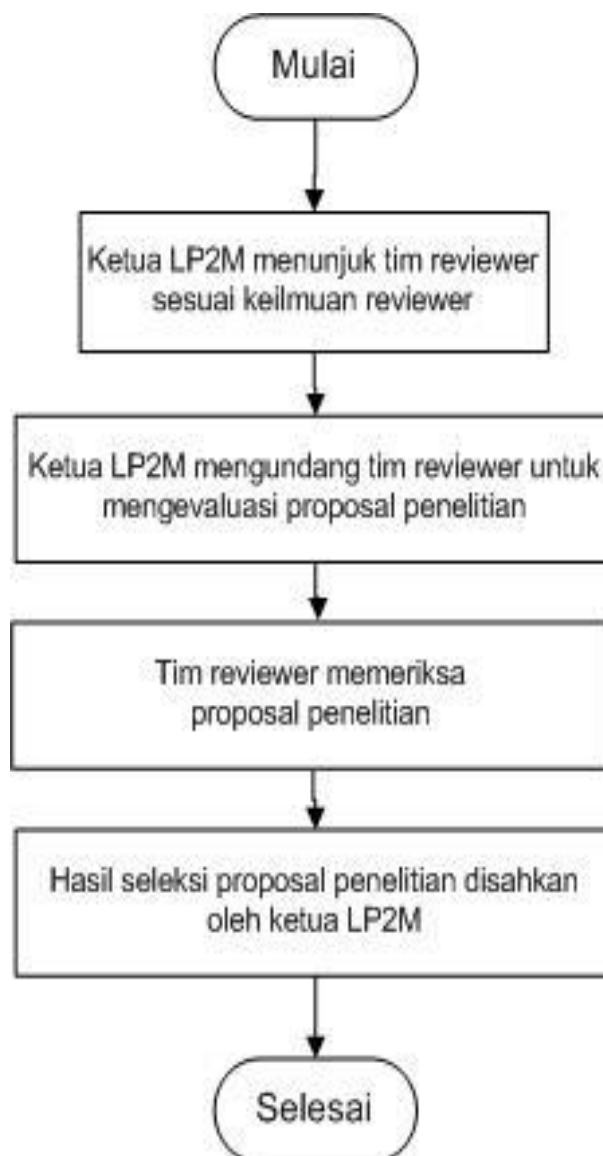 Mulai
Ketua LP2M menunjuk tim reviewer
sesuai keilmuan reviewer
Ketua LP2M mengundang tim reviewer untuk
mengevaluasi proposal penelitian
Tim reviewer memeriksa
proposal penelitian
Hasil seleksi proposal penelitian disahkan
oleh ketua LP2M
Selesai